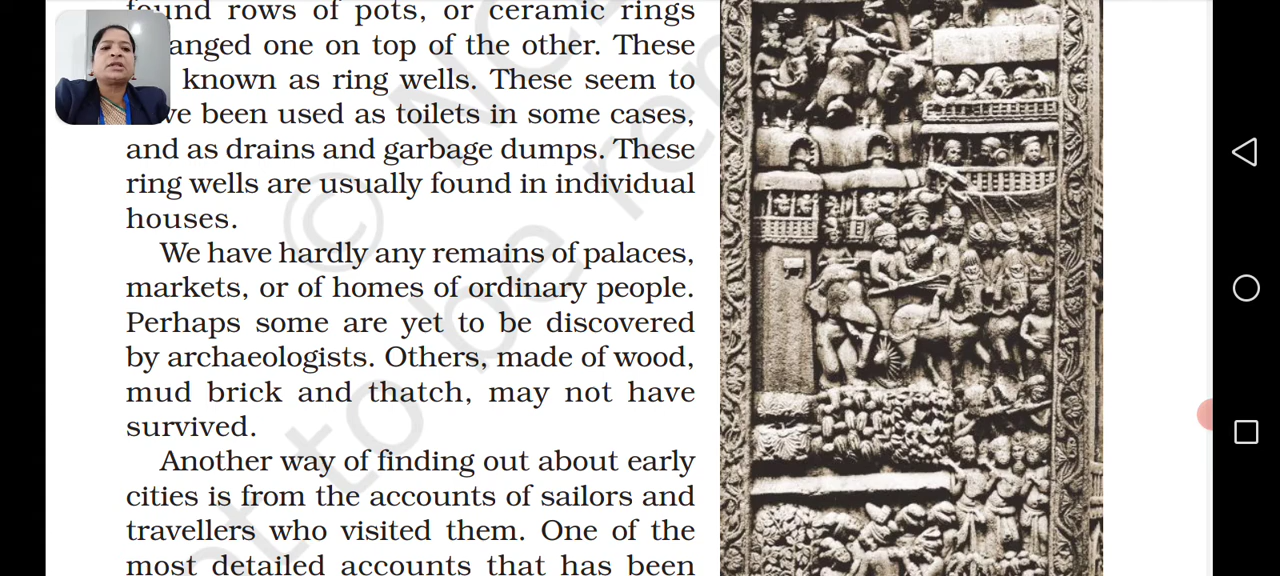 found rows of pots, or ceramic rings
anged one on top of the other. These
known as ring wells. These seem to
ve been used as toilets in some cases,
and as drains and garbage dumps. These
ring wells are usually found in individual
houses.
We have hardly any remains of palaces,
markets, or of homes of ordinary people.
Perhaps some are yet to be discovered
by archaeologists. Others, made of wood,
mud brick and thatch, may not have
survived.
Another way of finding out about early
cities is from the accounts of sailors and
travellers who visited them. One of the
most detailed accounts that has been
© NC
not to be re